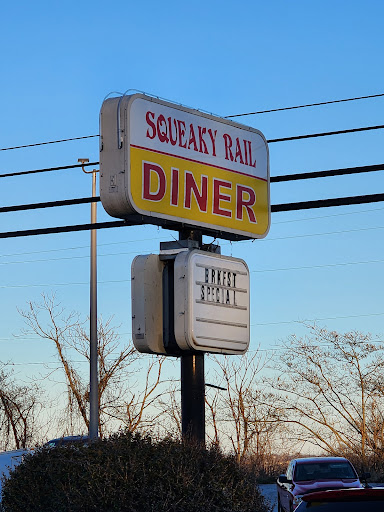 SQUEAKY RAIL
DINER
BRKFST
SPECIAL